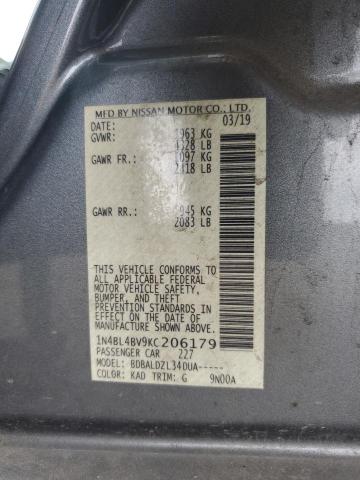 MFD BY NISSAN MOTOR CO., LTD.
DATE: 03/19
GVWR: 1963 KG
4328 LB
GAWR FR.: 1097 KG
2418 LB
GAWR RR.: 945 KG
2083 LB
THIS VEHICLE CONFORMS TO
ALL APPLICABLE FEDERAL
MOTOR VEHICLE SAFETY,
BUMPER, AND THEFT
PREVENTION STANDARDS IN
EFFECT ON THE DATE OF
MANUFACTURE SHOWN ABOVE.
1N4BL4BV9KC206179
PASSENGER CAR 227
MODEL: BDBALDZL34DUA-----
COLOR: KAD TRIM: G 9N00A